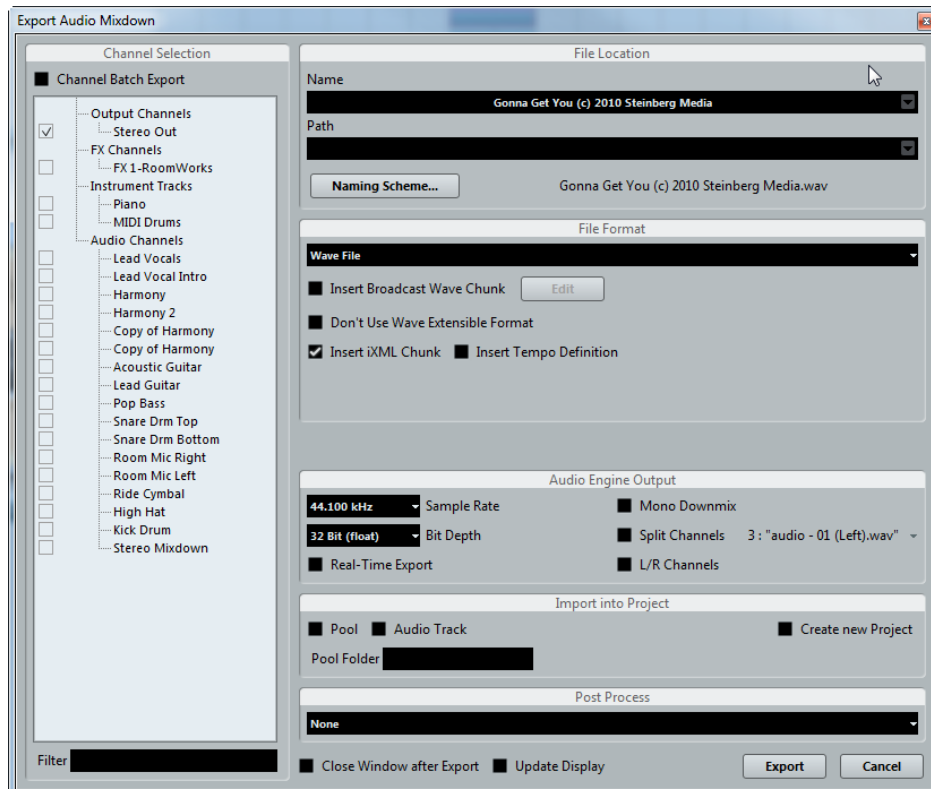 Export Audio Mixdown
Channel Selection
Channel Batch Export
Output Channels
Stereo Out
FX Channels
FX 1-RoomWorks
Instrument Tracks
Piano
MIDI Drums
Audio Channels
Lead Vocals
Lead Vocal Intro
Harmony
Harmony 2
Copy of Harmony
Copy of Harmony
Acoustic Guitar
Lead Guitar
Pop Bass
Snare Drm Top
Snare Drm Bottom
Room Mic Right
Room Mic Left
Ride Cymbal
High Hat
Kick Drum
Stereo Mixdown
Filter
File Location
Name
Gonna Get You (c) 2010 Steinberg Media
Path
Naming Scheme... Gonna Get You (c) 2010 Steinberg Media.wav
File Format
Wave File
Insert Broadcast Wave Chunk Edit
Don't Use Wave Extensible Format
Insert iXML Chunk Insert Tempo Definition
Audio Engine Output
44.100 kHz Sample Rate Mono Downmix
32 Bit (float) Bit Depth Split Channels 3 : "audio - 01 (Left).wav"
Real-Time Export L/R Channels
Import into Project
Pool Audio Track Create new Project
Pool Folder
Post Process
None
Close Window after Export Update Display Export Cancel